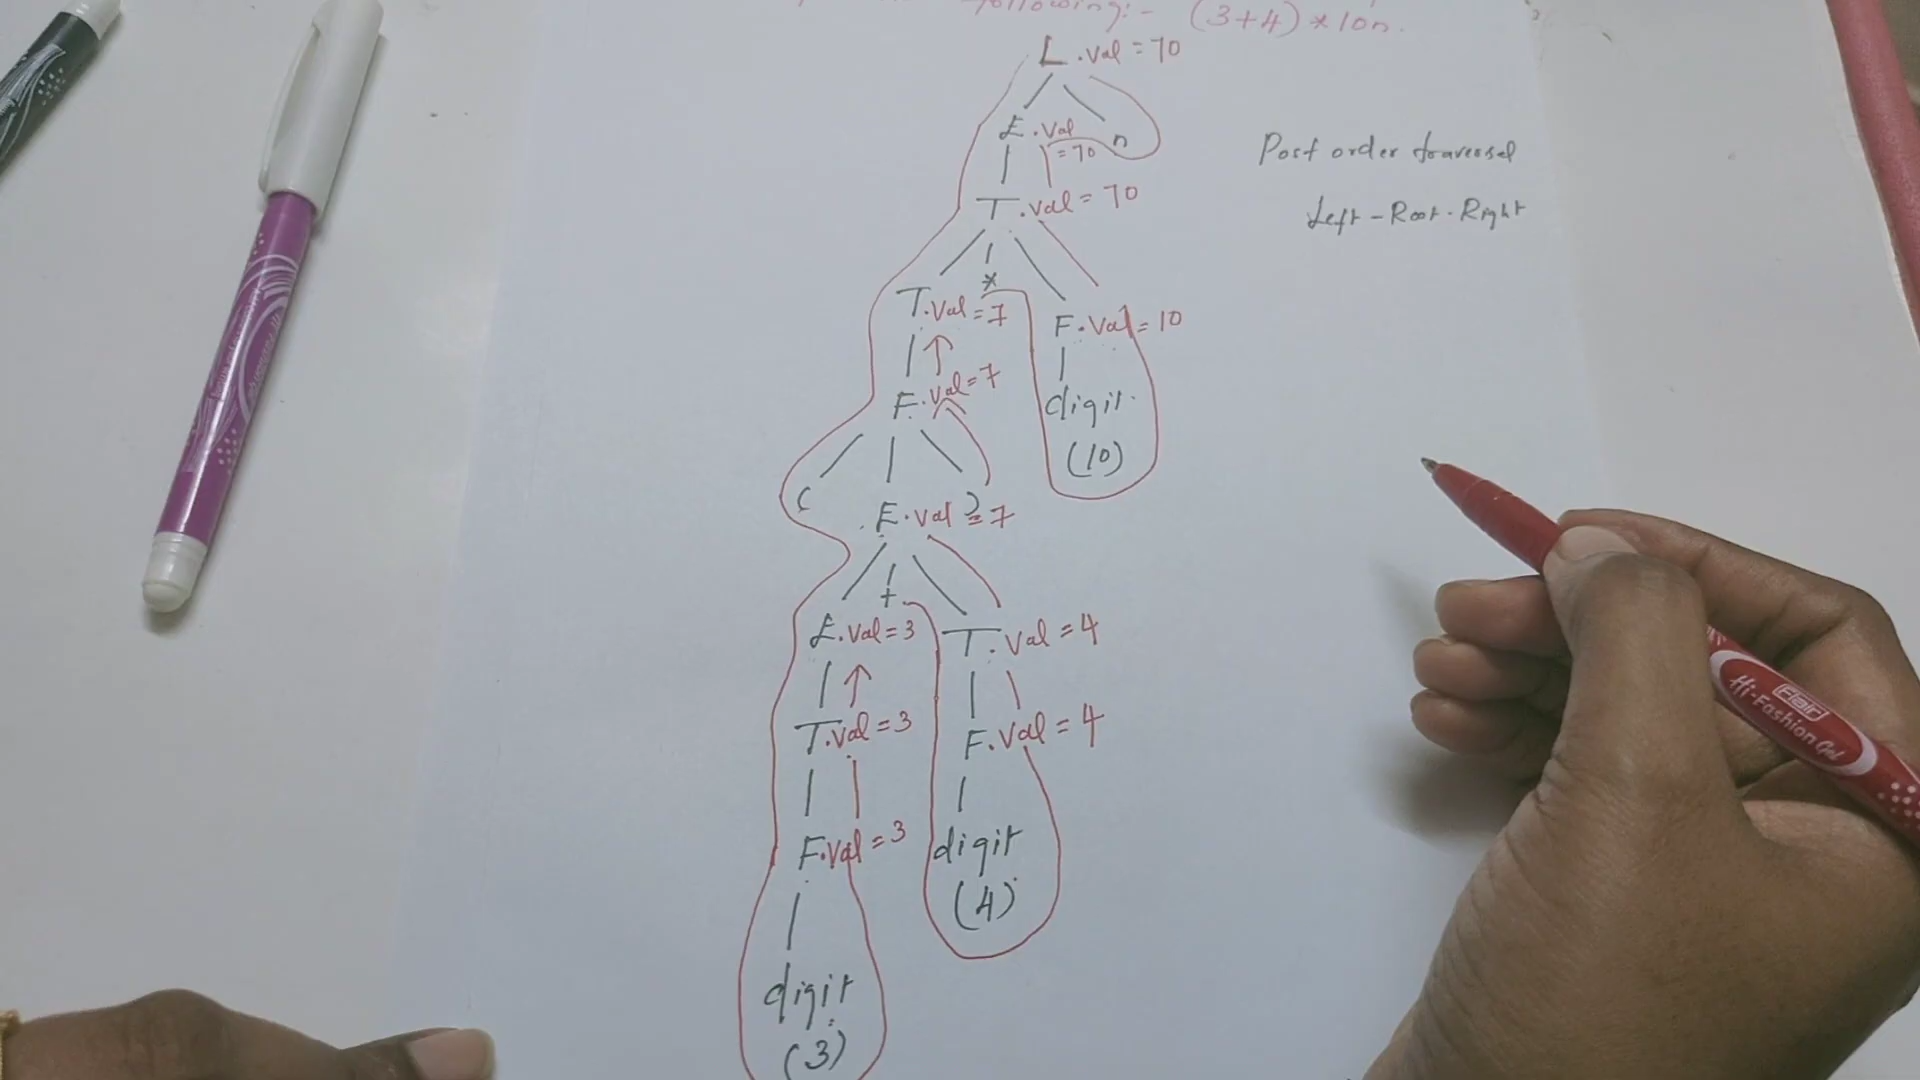 following:- (3+4) * 10n.
L.val = 70
E.val = 70 n
Post order traversal
T.val = 70
Left - Root - Right
*
T.val = 7
F.val = 10
F.val = 7
digit
(10)
( E.val = 7 )
+
E.val = 3
T.val = 4
T.val = 3
F.val = 4
F.val = 3
digit
(4)
digit
(3)
Flair
Hi-Fashion Gel